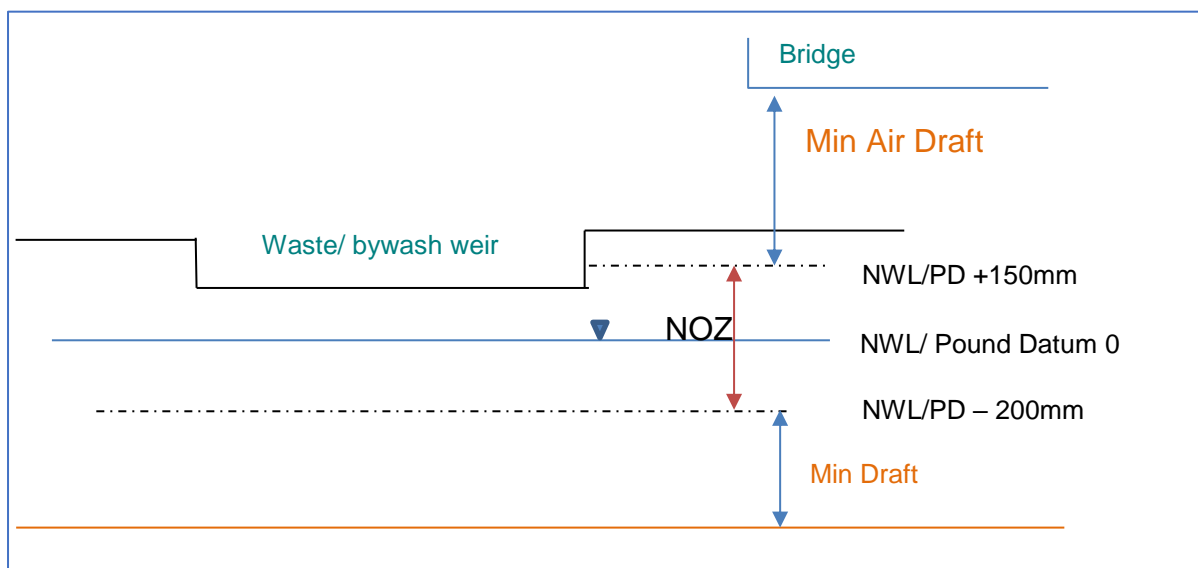 Bridge
Min Air Draft
Waste/ bywash weir
NWL/PD +150mm
NOZ
NWL/ Pound Datum 0
NWL/PD – 200mm
Min Draft